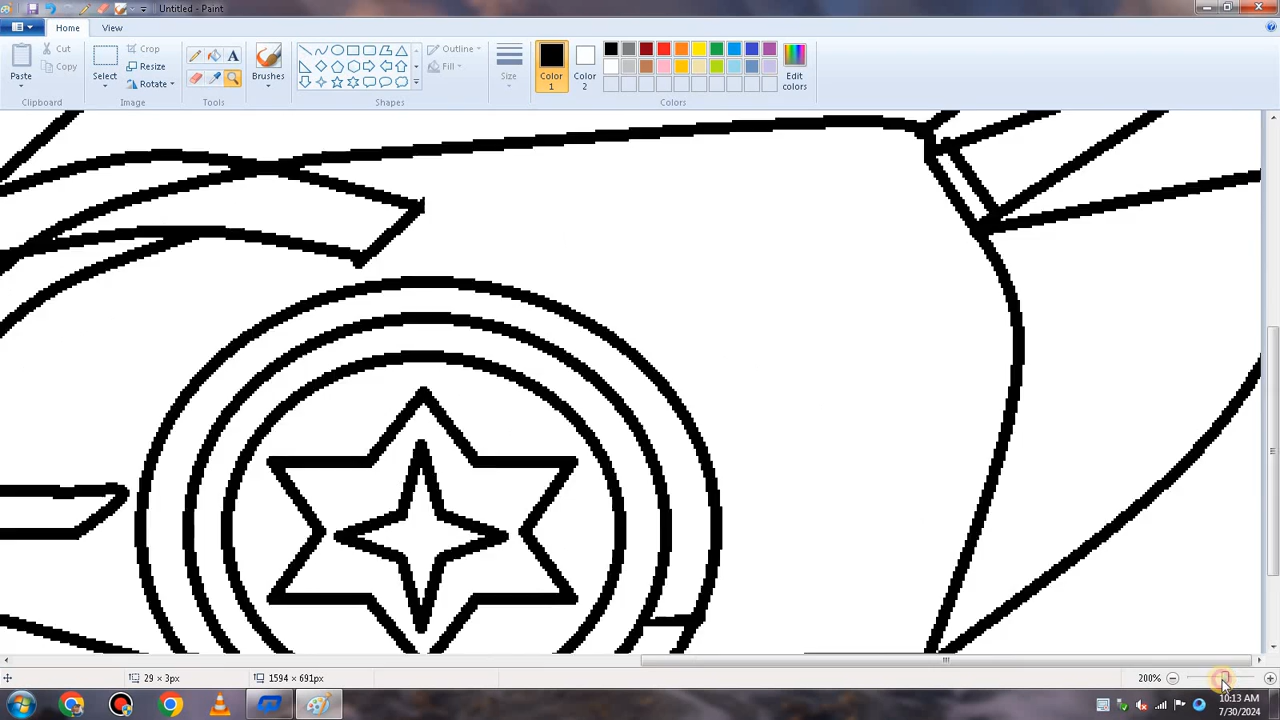 Untitled - Paint
Home View
Paste
Cut
Copy
Clipboard
Select
Crop
Resize
Rotate
Image
A
Tools
Brushes
Outline
Fill
Shapes
Size
Color 1
Color 2
Edit colors
Colors
29 × 3px
1594 × 691px
200%
10:13 AM
7/30/2024